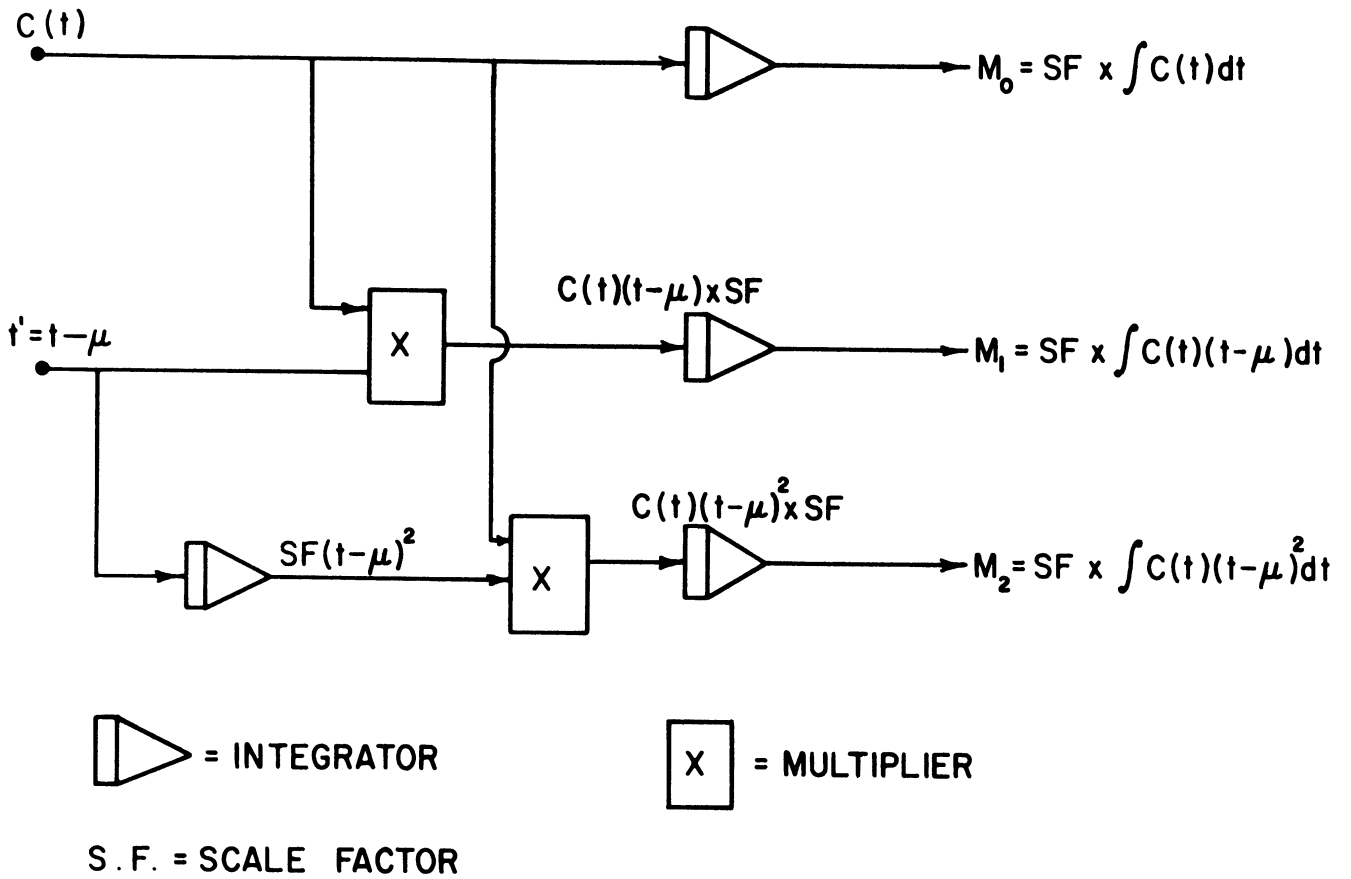 C(t)
M₀ = SF x ∫C(t)dt
C(t)(t-μ)xSF
t'=t-μ
X
M₁ = SF x ∫C(t)(t-μ)dt
C(t)(t-μ)²xSF
SF(t-μ)²
X
M₂ = SF x ∫C(t)(t-μ)²dt
= INTEGRATOR
X = MULTIPLIER
S.F. = SCALE FACTOR